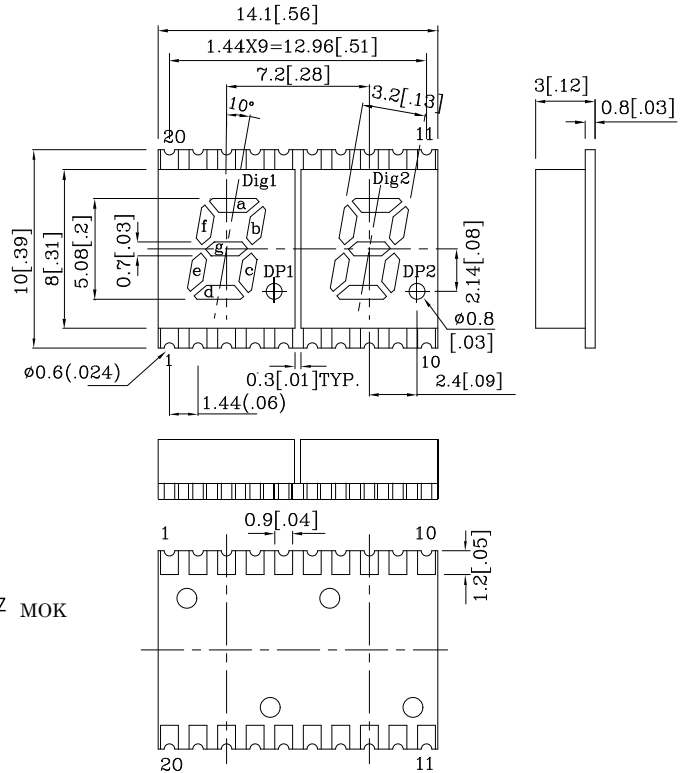 14.1[.56]
1.44X9=12.96[.51]
7.2[.28]
3[.12]
10°
3.2[.13]
0.8[.03]
20
11
Dig1
Dig2
a
f
b
g
e
c
d
DP1
DP2
10[.39]
8[.31]
5.08[.2]
0.7[.03]
2.14[.08]
ø0.8
[.03]
1
10
ø0.6(.024)
0.3[.01]TYP.
2.4[.09]
1.44(.06)
1
0.9[.04]
10
1.2[.05]
Z MOK
20
11